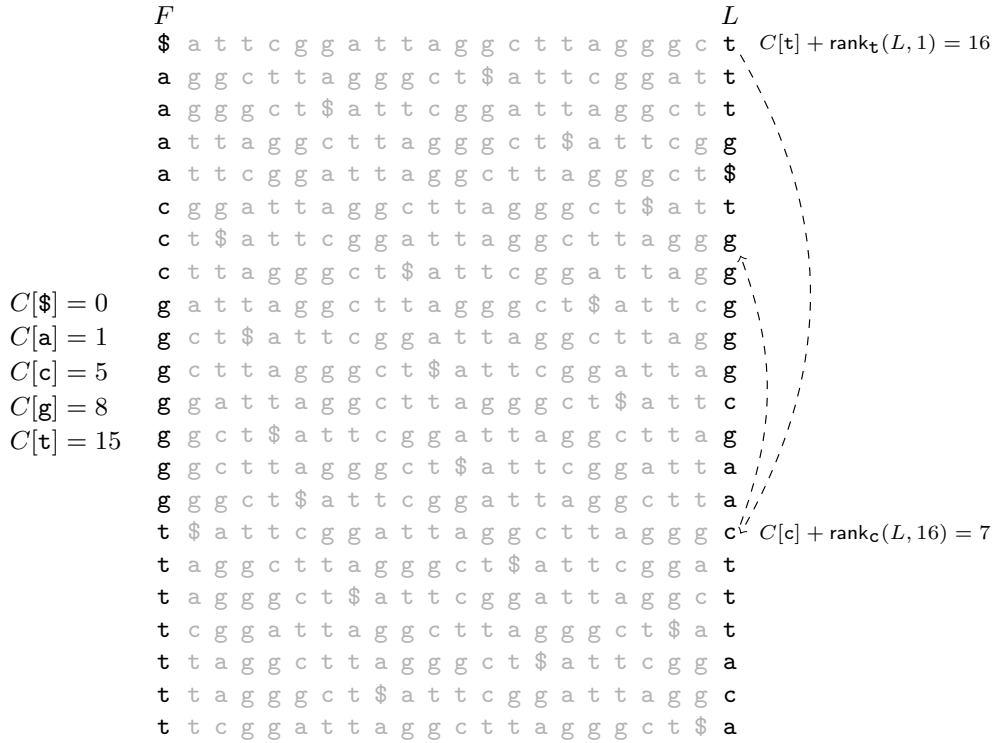 F L
$ a t t c g g a t t a g g c t t a g g g c t C[t] + rank_t(L, 1) = 16
a g g c t t a g g g c t $ a t t c g g a t t
a g g g c t $ a t t c g g a t t a g g c t t
a t t a g g c t t a g g g c t $ a t t c g g
a t t c g g a t t a g g c t t a g g g c t $
c g g a t t a g g c t t a g g g c t $ a t t
c t $ a t t c g g a t t a g g c t t a g g g
c t t a g g g c t $ a t t c g g a t t a g g
C[$] = 0 g a t t a g g c t t a g g g c t $ a t t c g
C[a] = 1 g c t $ a t t c g g a t t a g g c t t a g g
C[c] = 5 g c t t a g g g c t $ a t t c g g a t t a g
C[g] = 8 g g a t t a g g c t t a g g g c t $ a t t c
C[t] = 15 g g c t $ a t t c g g a t t a g g c t t a g
g g c t t a g g g c t $ a t t c g g a t t a
g g g c t $ a t t c g g a t t a g g c t t a
t $ a t t c g g a t t a g g c t t a g g g c C[c] + rank_c(L, 16) = 7
t a g g c t t a g g g c t $ a t t c g g a t
t a g g g c t $ a t t c g g a t t a g g c t
t c g g a t t a g g c t t a g g g c t $ a t
t t a g g c t t a g g g c t $ a t t c g g a
t t a g g g c t $ a t t c g g a t t a g g c
t t c g g a t t a g g c t t a g g g c t $ a